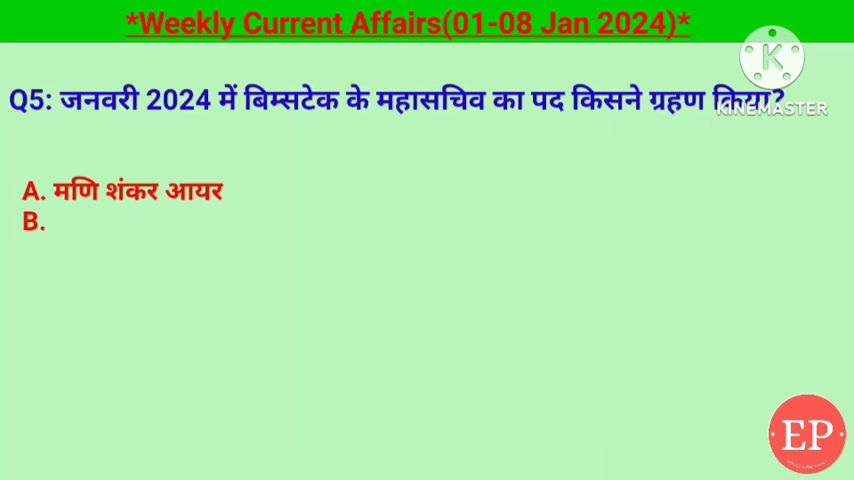 *Weekly Current Affairs(01-08 Jan 2024)*
K
Q5: जनवरी 2024 में बिम्सटेक के महासचिव का पद किसने ग्रहण किया?
KINEMASTER
A. मणि शंकर आयर
B.
EP